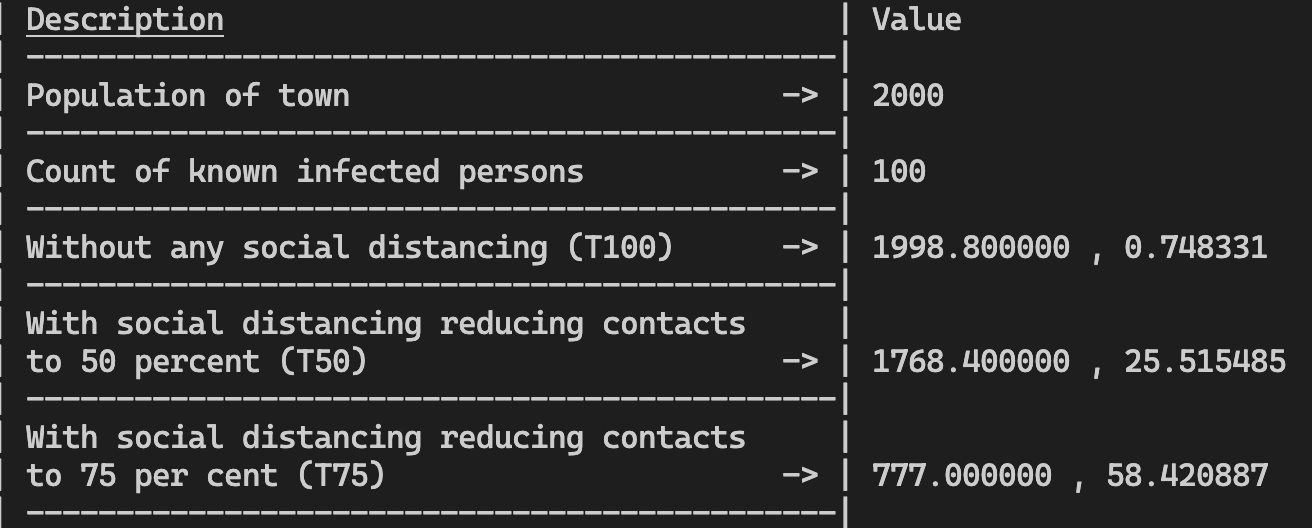 | Description | Value
| ---------------------------------------------|
| Population of town -> | 2000
| ---------------------------------------------|
| Count of known infected persons -> | 100
| ---------------------------------------------|
| Without any social distancing (T100) -> | 1998.800000 , 0.748331
| ---------------------------------------------|
| With social distancing reducing contacts |
| to 50 percent (T50) -> | 1768.400000 , 25.515485
| ---------------------------------------------|
| With social distancing reducing contacts |
| to 75 per cent (T75) -> | 777.000000 , 58.420887
| ---------------------------------------------|